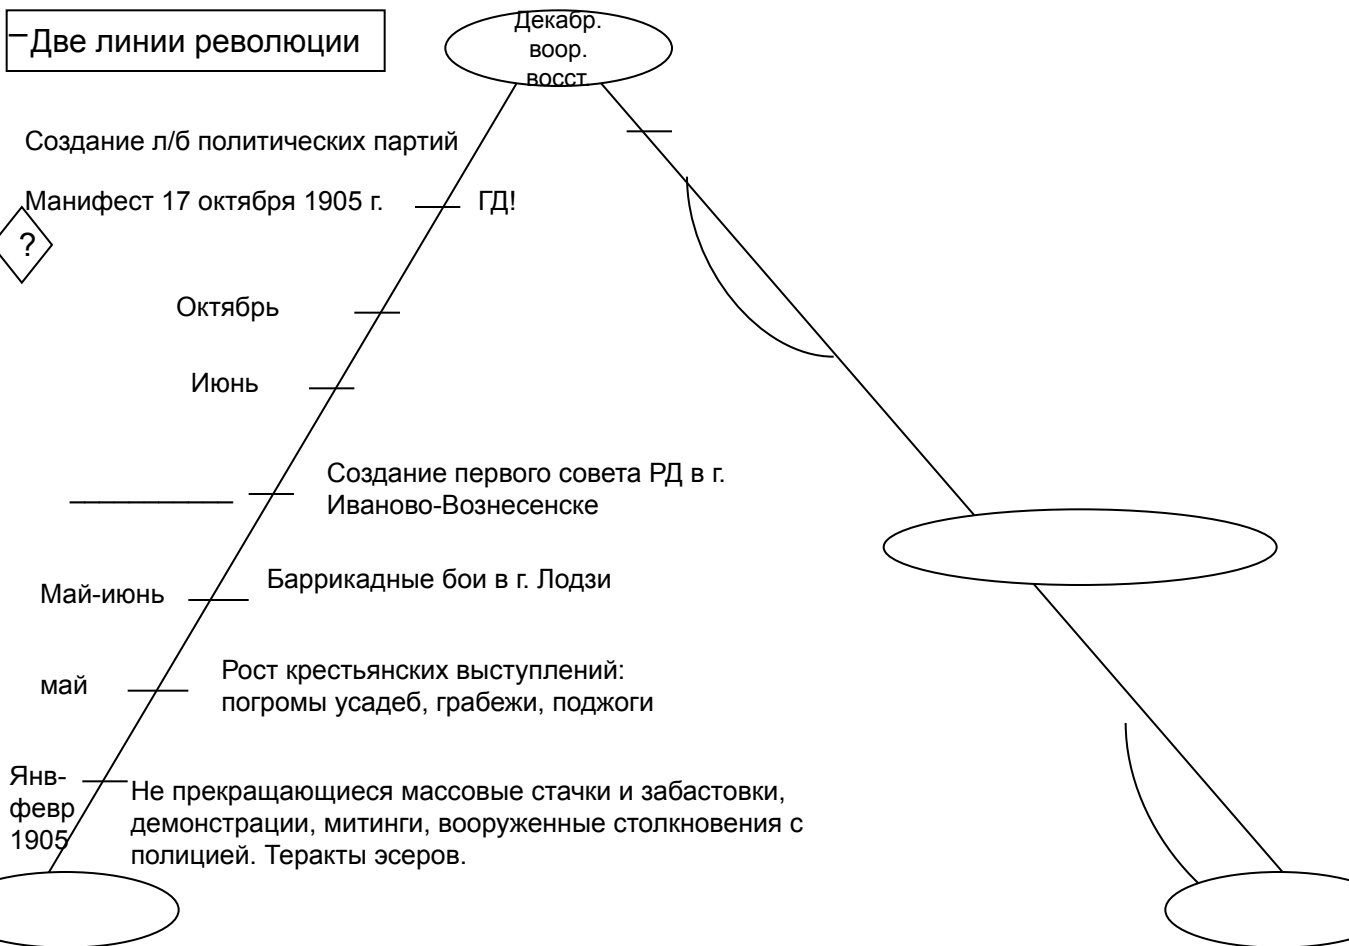 Две линии революции
Декабр.
воор.
восст.
Создание л/б политических партий
Манифест 17 октября 1905 г.
ГД!
?
Октябрь
Июнь
Создание первого совета РД в г.
Иваново-Вознесенске
Май-июнь
Баррикадные бои в г. Лодзи
май
Рост крестьянских выступлений:
погромы усадеб, грабежи, поджоги
Янв-
февр
1905
Не прекращающиеся массовые стачки и забастовки,
демонстрации, митинги, вооруженные столкновения с
полицией. Теракты эсеров.